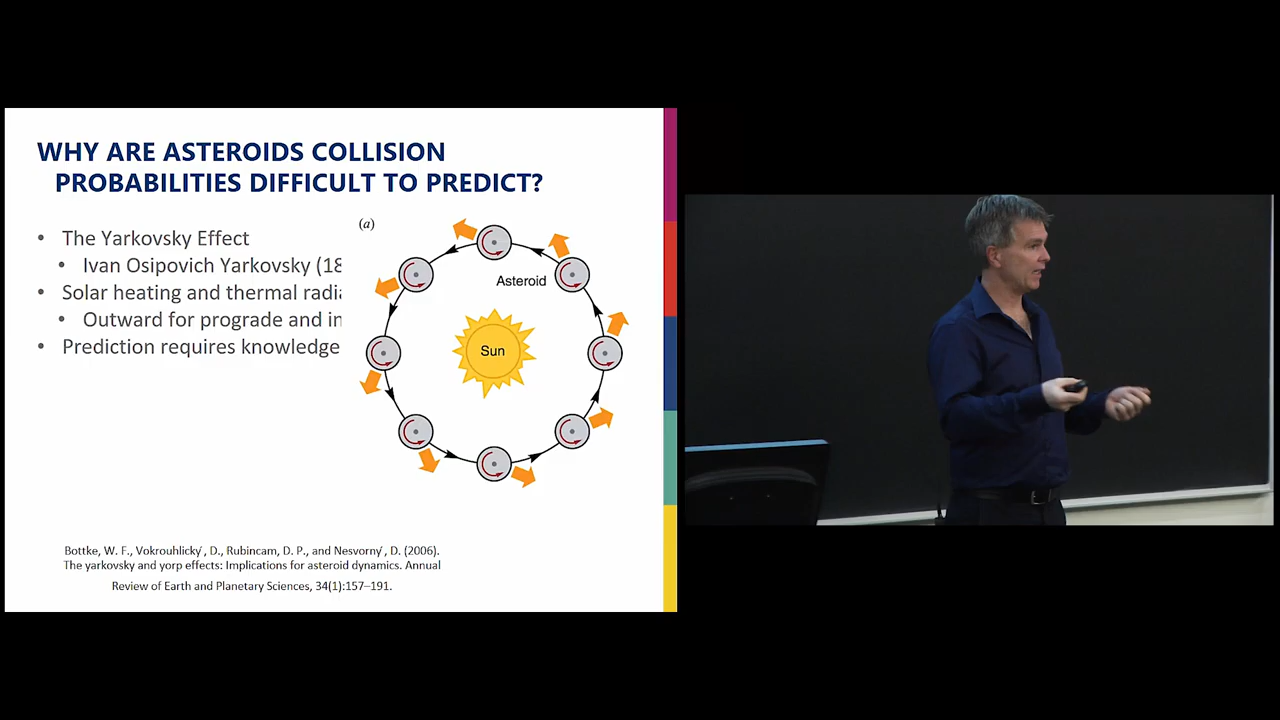 WHY ARE ASTEROIDS COLLISION
PROBABILITIES DIFFICULT TO PREDICT?
• The Yarkovsky Effect
• Ivan Osipovich Yarkovsky (18
• Solar heating and thermal radia
• Outward for prograde and in
• Prediction requires knowledge
(a)
Asteroid
Sun
Bottke, W. F., Vokrouhlický, D., Rubincam, D. P., and Nesvorný, D. (2006).
The yarkovsky and yorp effects: Implications for asteroid dynamics. Annual
Review of Earth and Planetary Sciences, 34(1):157–191.